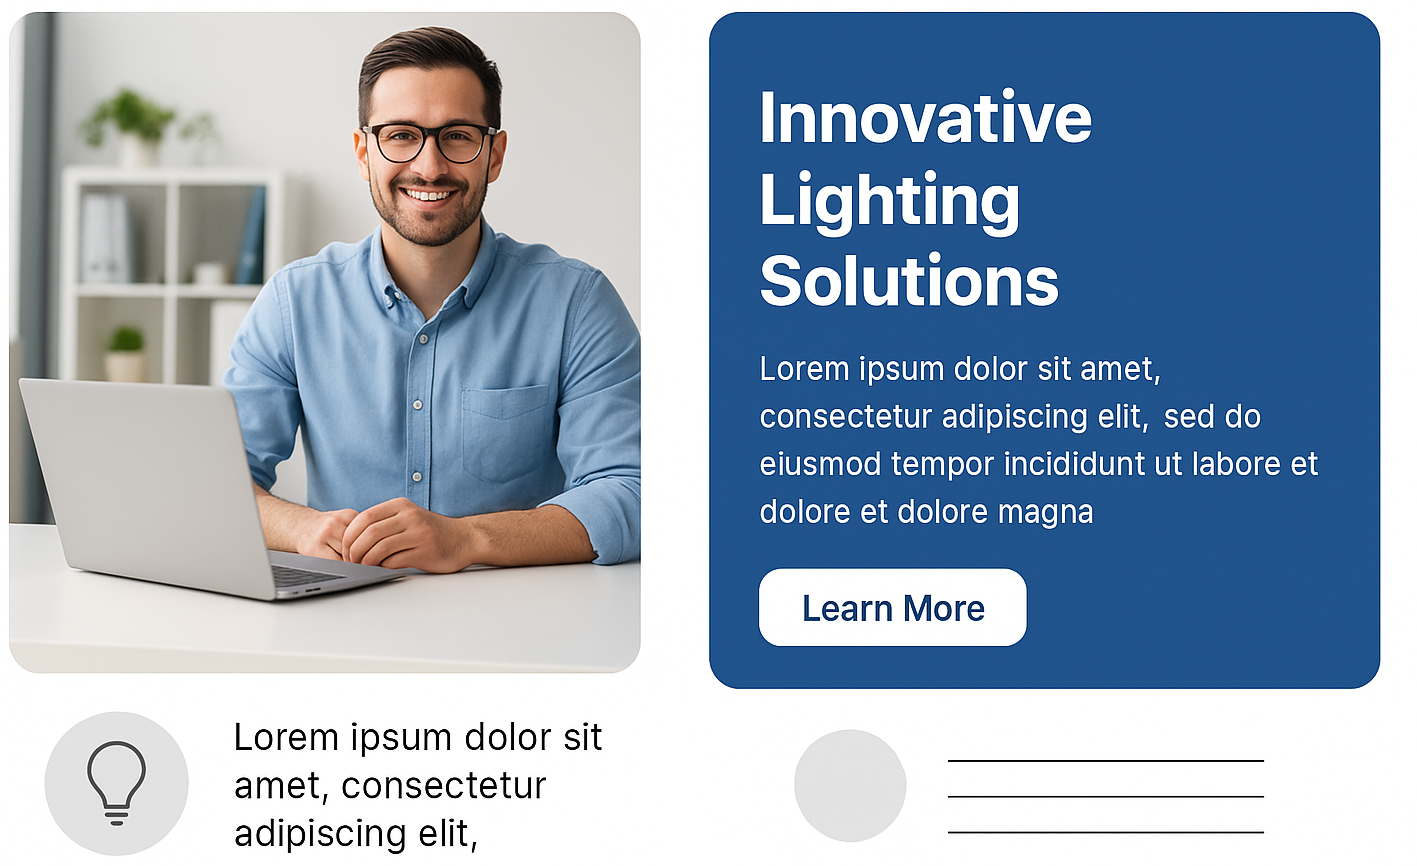 Innovative
Lighting
Solutions
Lorem ipsum dolor sit amet,
consectetur adipiscing elit, sed do
eiusmod tempor incididunt ut labore et
dolore et dolore magna
Learn More
Lorem ipsum dolor sit
amet, consectetur
adipiscing elit,